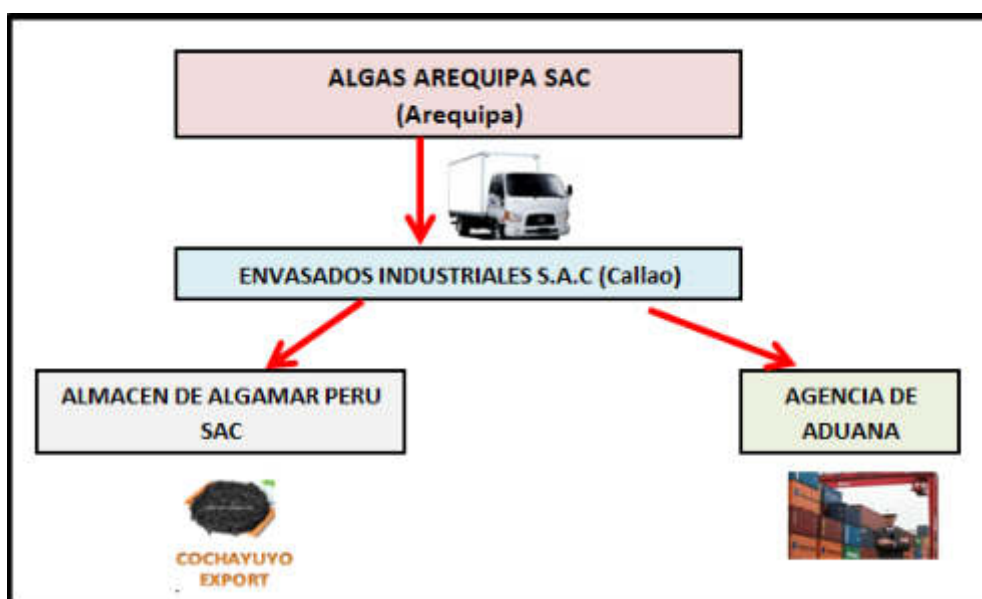 ALGAS AREQUIPA SAC
(Arequipa)
ENVASADOS INDUSTRIALES S.A.C (Callao)
ALMACEN DE ALGAMAR PERU
SAC
AGENCIA DE
ADUANA
COCHAYUYO
EXPORT